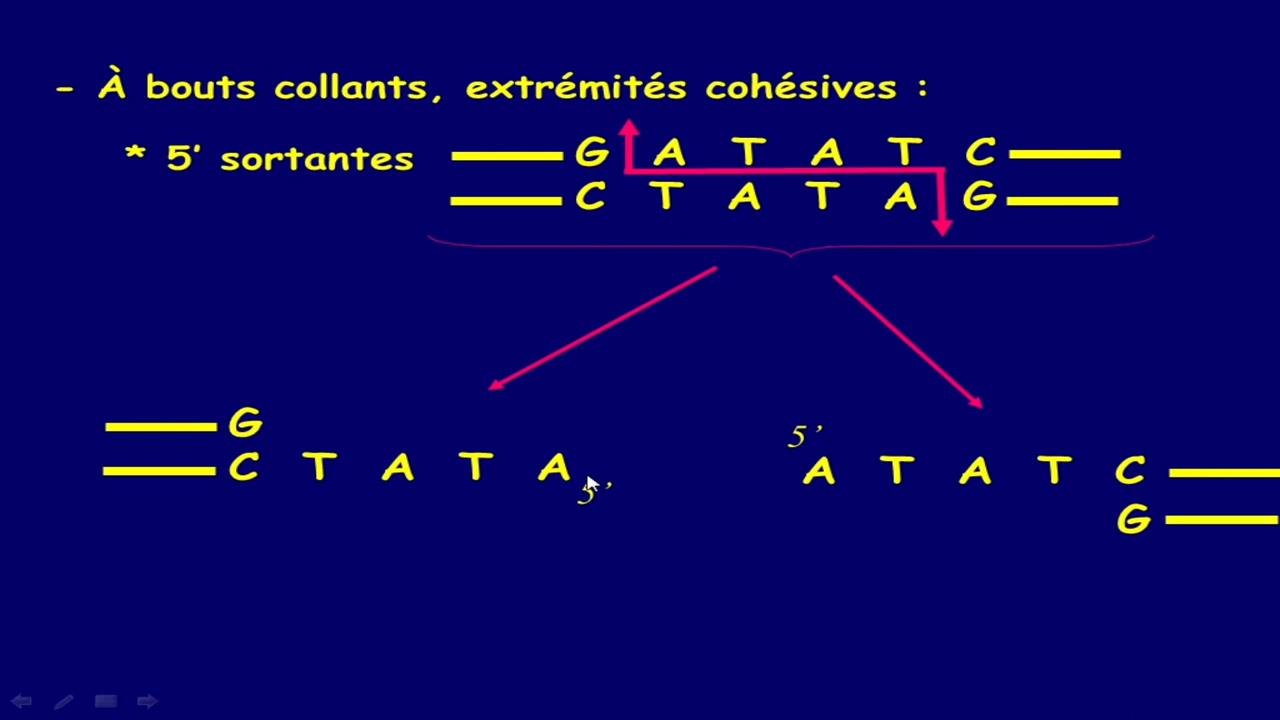 - À bouts collants, extrémités cohésives :
* 5' sortantes
G A T A T C
C T A T A G
G
C T A T A
5'
5'
A T A T C
G